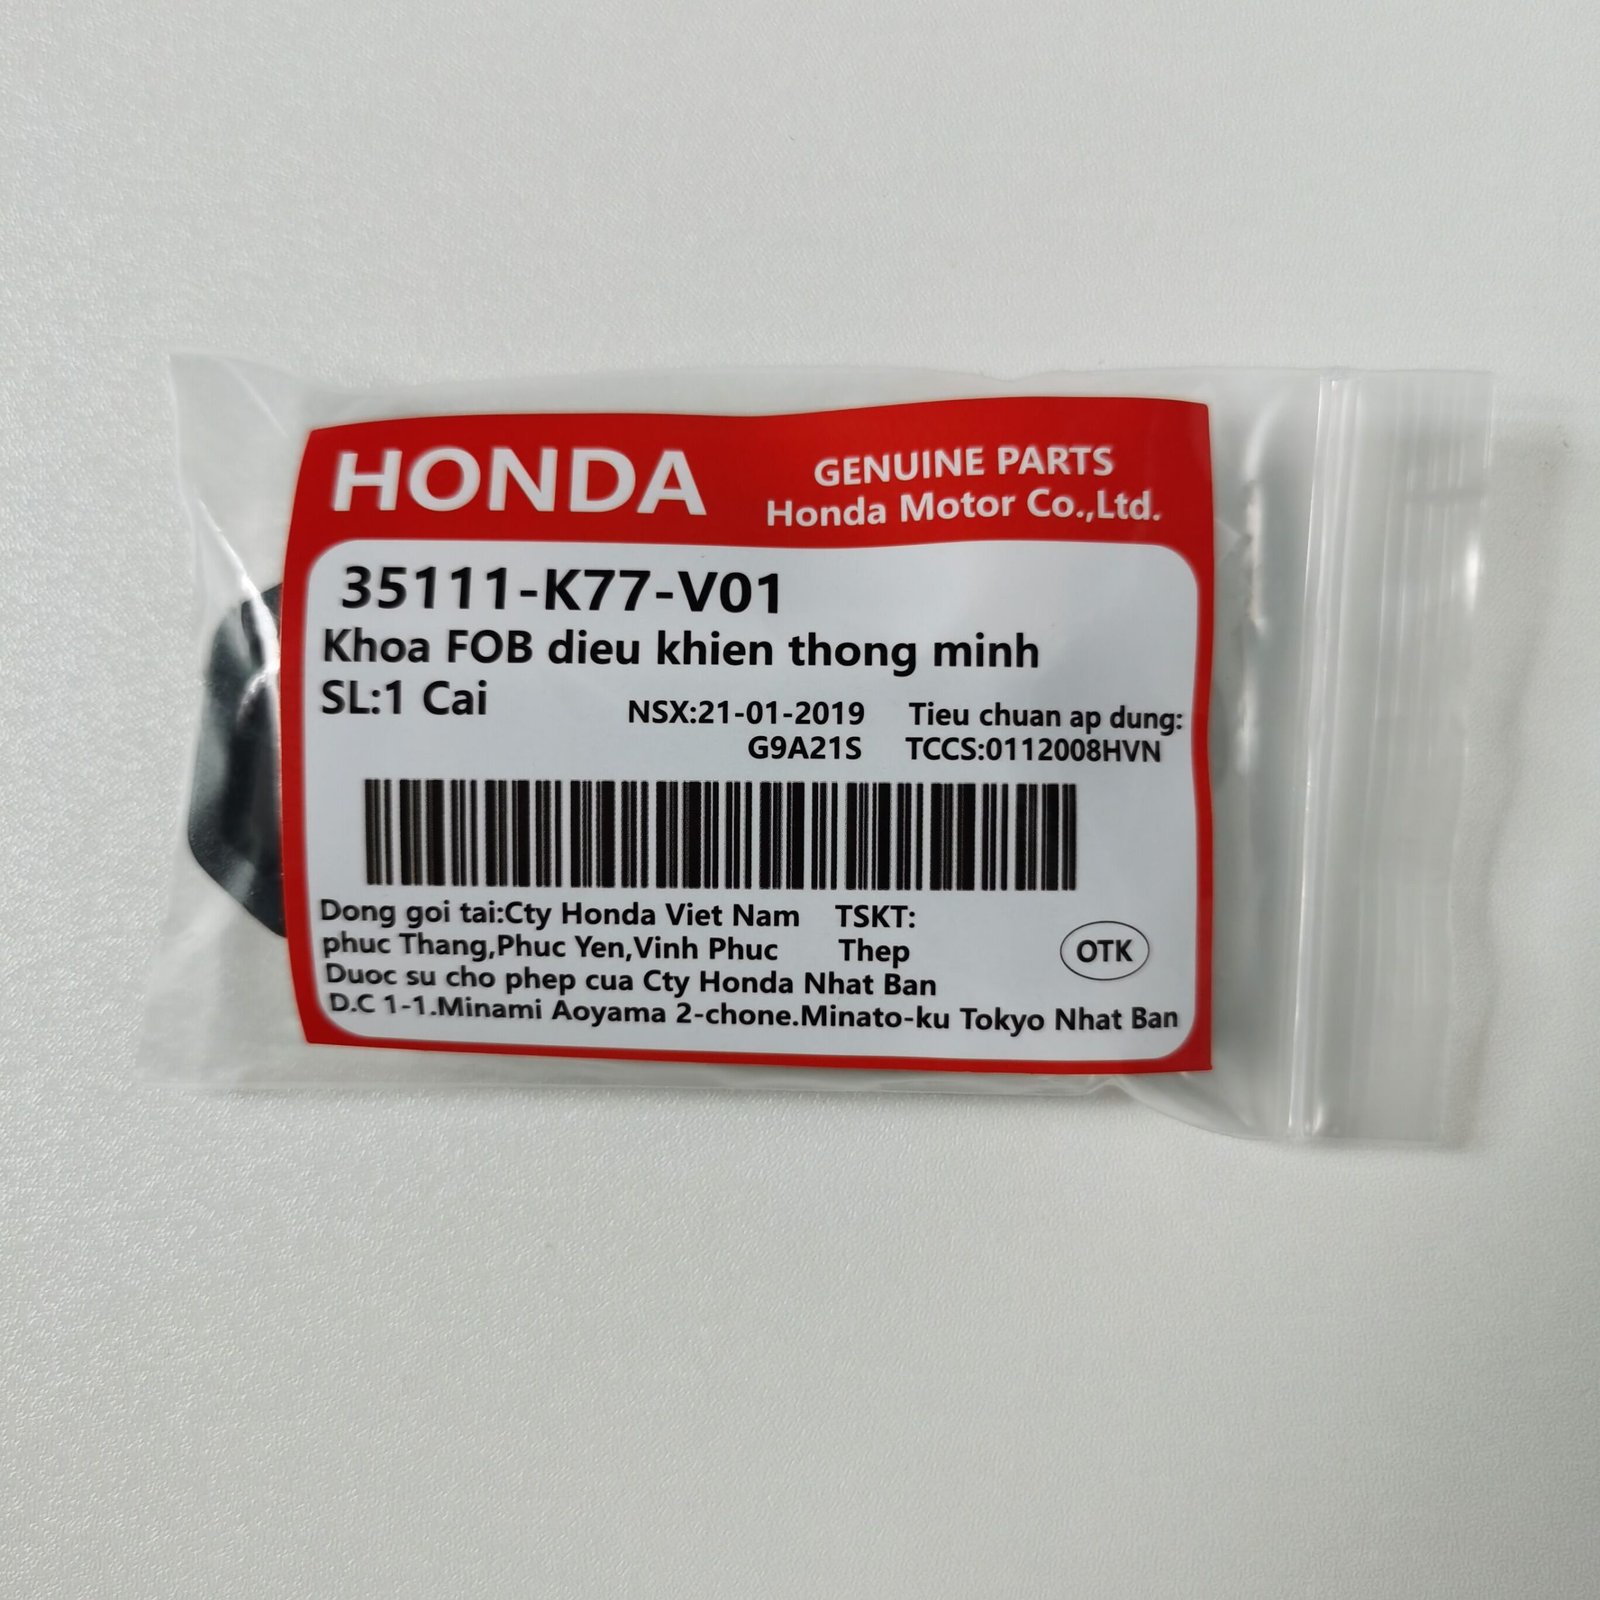 HONDA
GENUINE PARTS
Honda Motor Co.,Ltd.
35111-K77-V01
Khoa FOB dieu khien thong minh
SL:1 Cai
NSX:21-01-2019
G9A21S
Tieu chuan ap dung:
TCCS:0112008HVN
Dong goi tai:Cty Honda Viet Nam
phuc Thang,Phuc Yen,Vinh Phuc
TSKT:
Thep
OTK
Duoc su cho phep cua Cty Honda Nhat Ban
D.C 1-1.Minami Aoyama 2-chone.Minato-ku Tokyo Nhat Ban